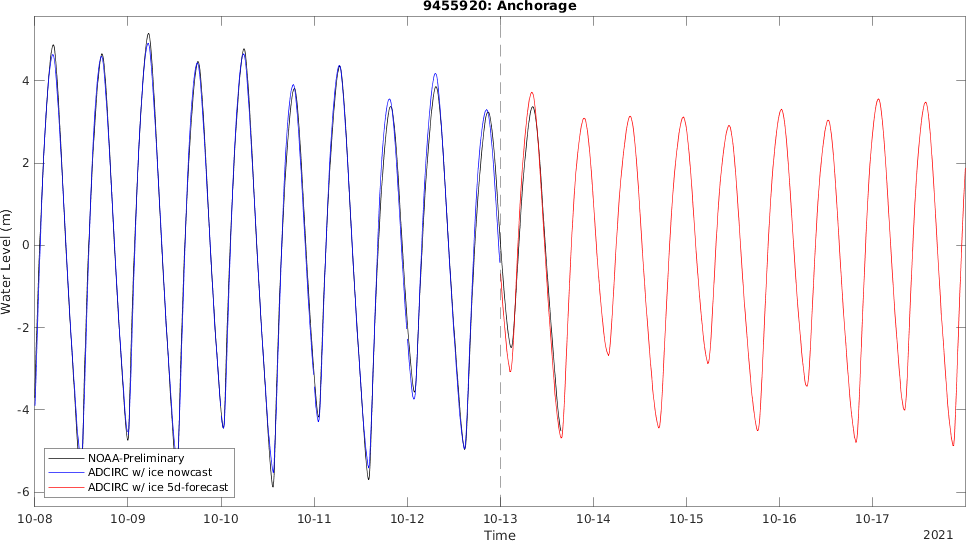 9455920: Anchorage
Water Level (m)
4
2
0
-2
-4
-6
NOAA-Preliminary
ADCIRC w/ ice nowcast
ADCIRC w/ ice 5d-forecast
10-08 10-09 10-10 10-11 10-12 10-13 10-14 10-15 10-16 10-17
Time
2021